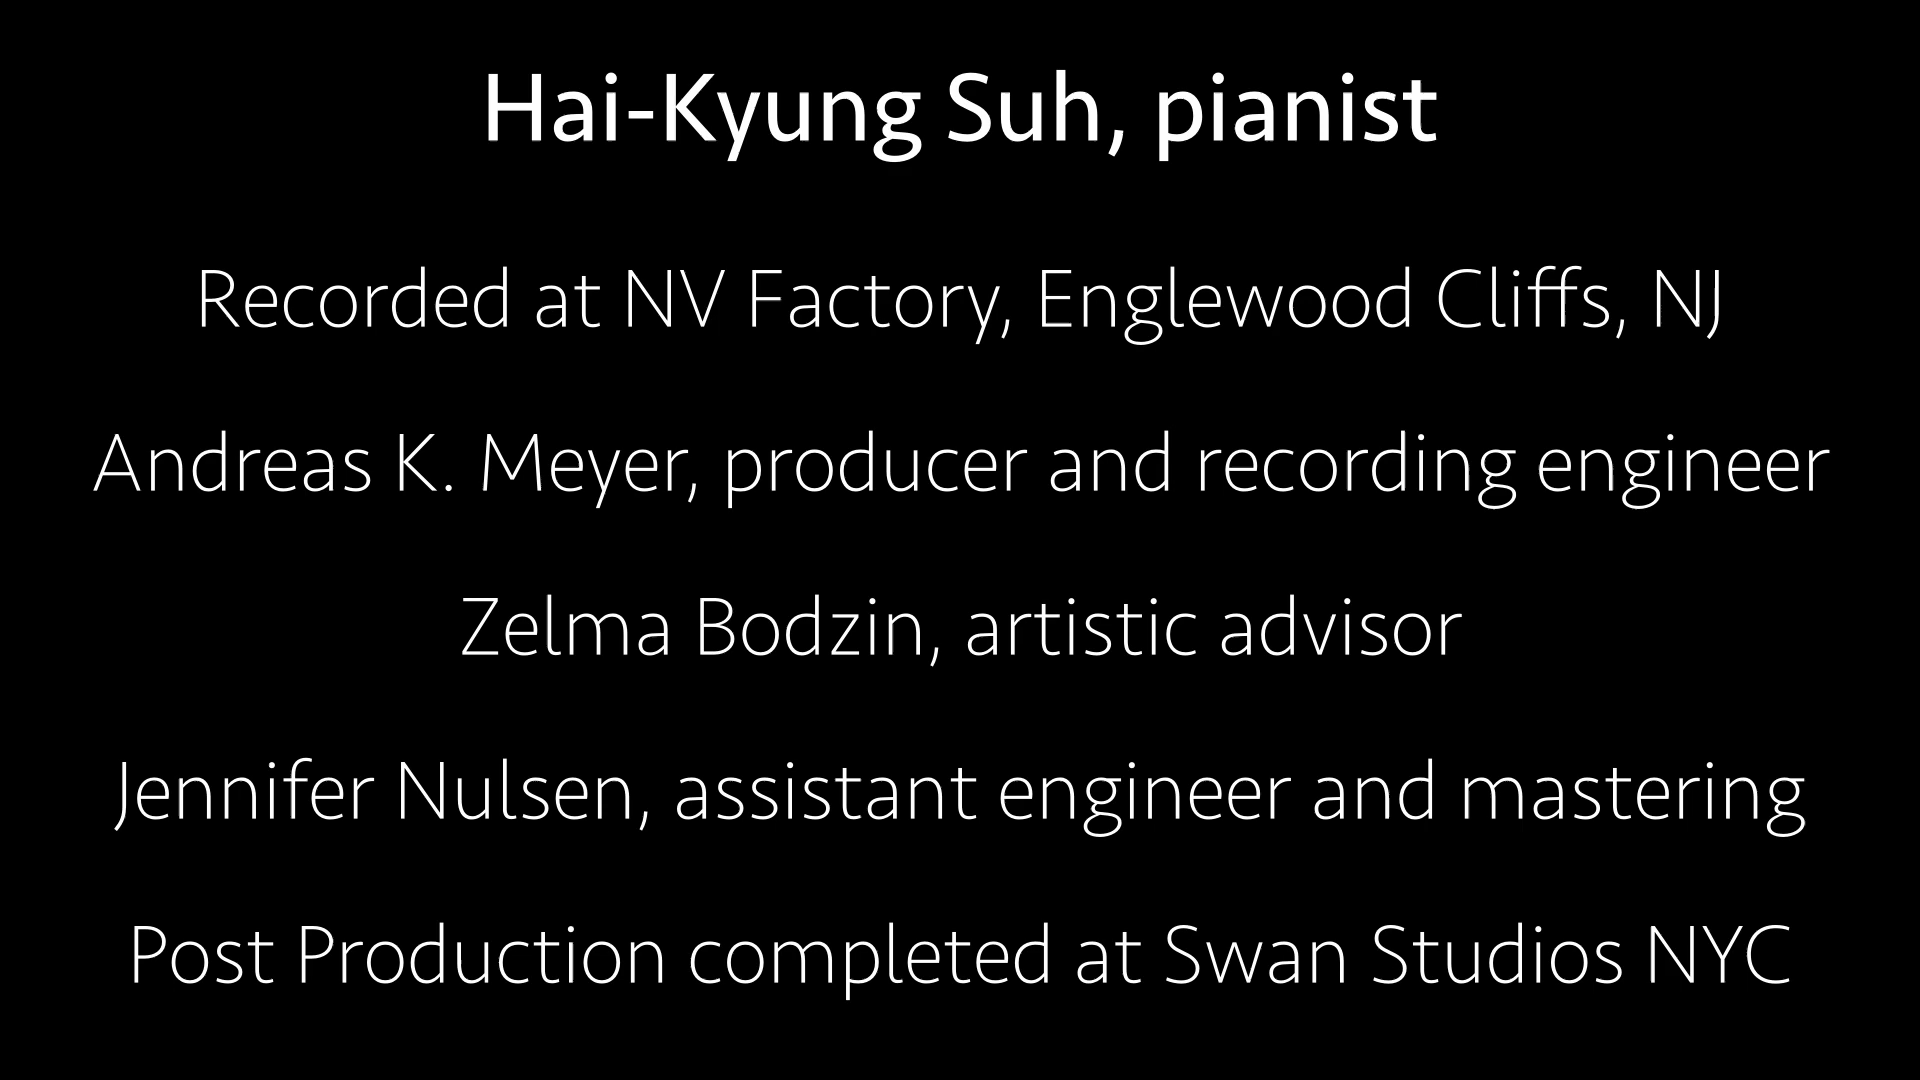 Hai-Kyung Suh, pianist
Recorded at NV Factory, Englewood Cliffs, NJ
Andreas K. Meyer, producer and recording engineer
Zelma Bodzin, artistic advisor
Jennifer Nulsen, assistant engineer and mastering
Post Production completed at Swan Studios NYC